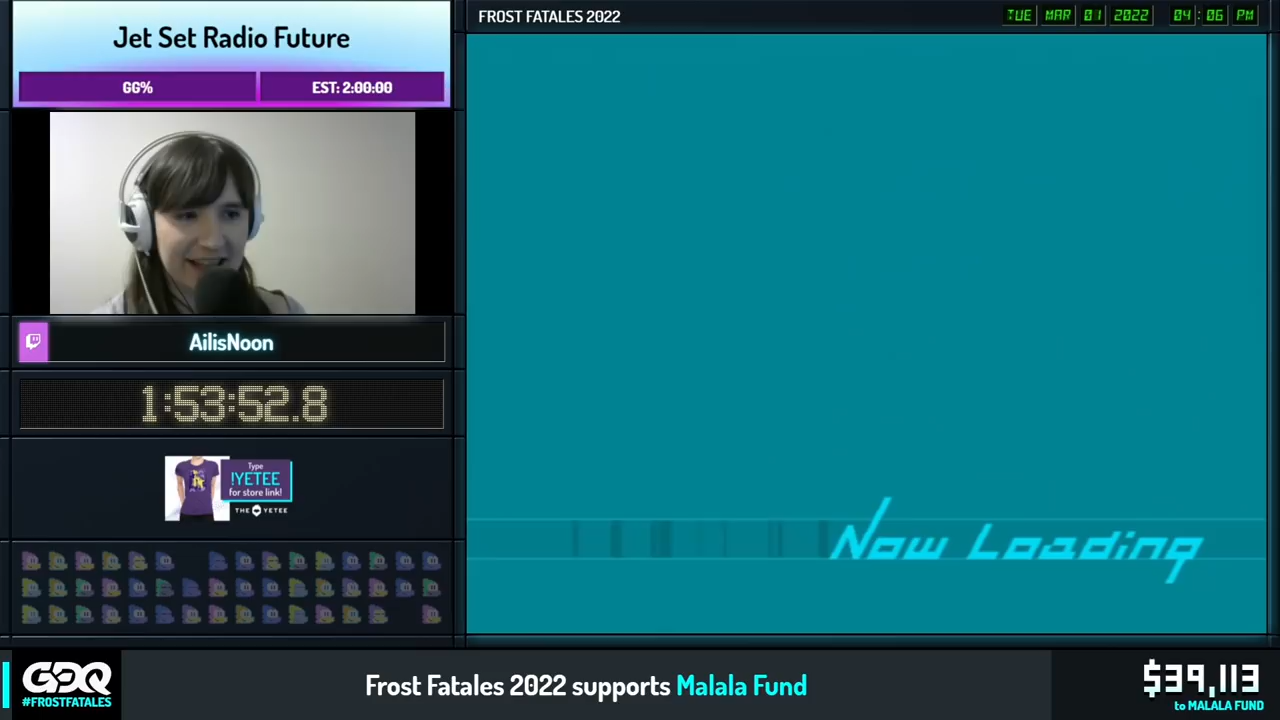 Jet Set Radio Future
GG%
EST: 2:00:00
FROST FATALES 2022
TUE MAR 01 2022 04:06 PM
AilisNoon
1:53:52.8
Type
!YETEE
for store link!
THE YETEE
Now Loading
GDQ
#FROSTFATALES
Frost Fatales 2022 supports Malala Fund
$39,113
to MALALA FUND